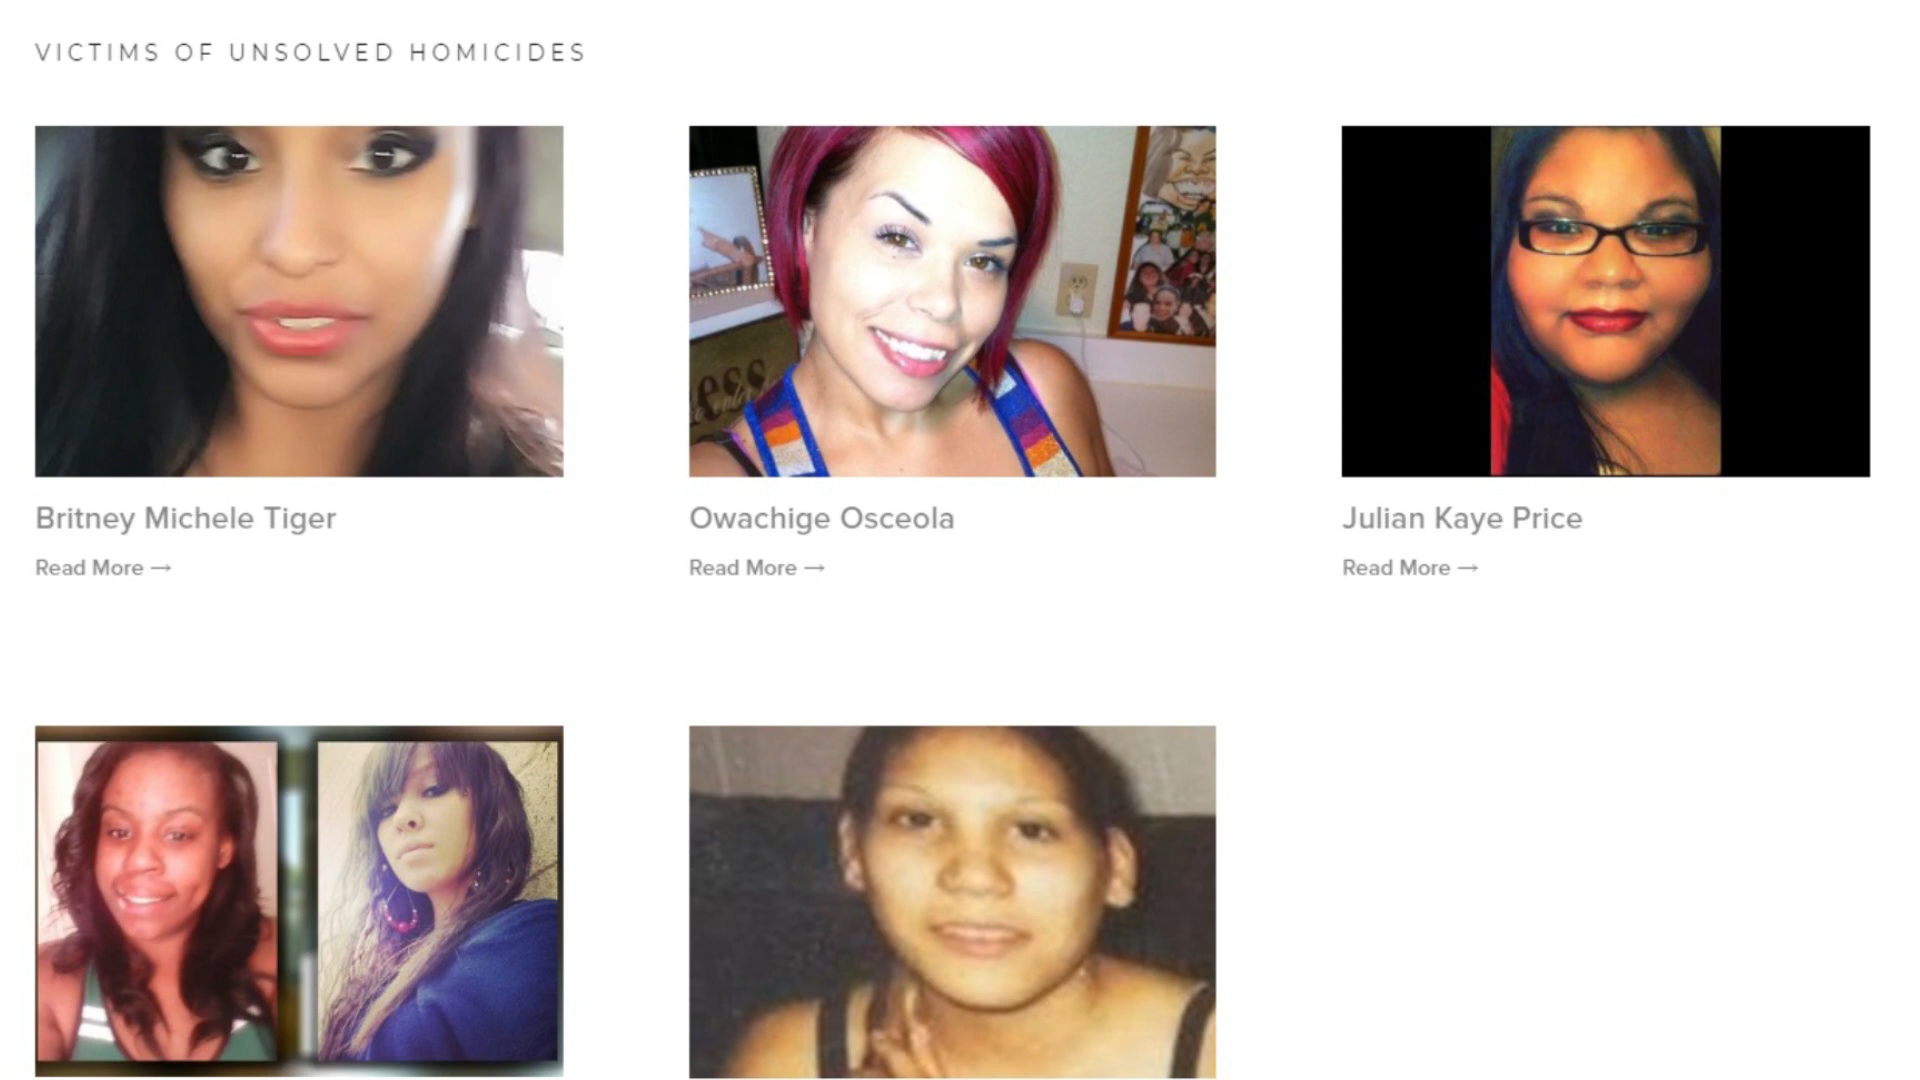 VICTIMS OF UNSOLVED HOMICIDES
Britney Michele Tiger
Owachige Osceola
Julian Kaye Price
Read More →
Read More →
Read More →